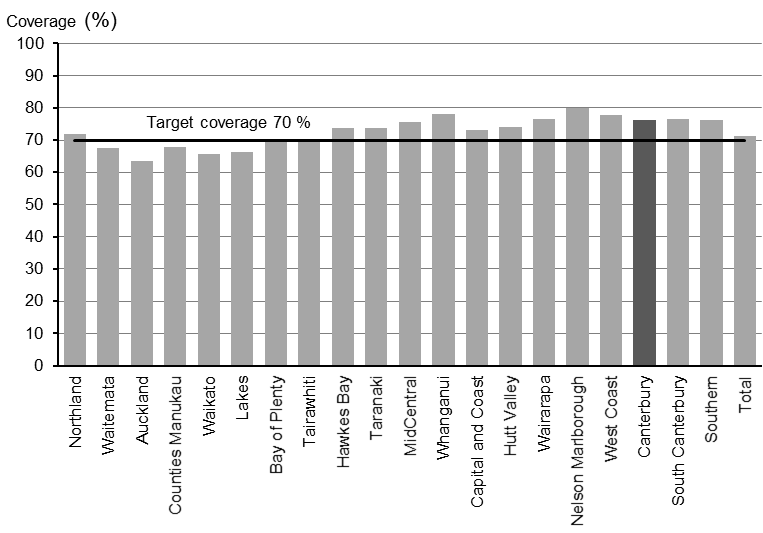 Coverage (%)
100
90
80
Target coverage 70 %
70
60
50
40
30
20
10
0
Northland
Waitemata
Auckland
Counties Manukau
Waikato
Lakes
Bay of Plenty
Tairawhiti
Hawkes Bay
Taranaki
MidCentral
Whanganui
Capital and Coast
Hutt Valley
Wairarapa
Nelson Marlborough
West Coast
Canterbury
South Canterbury
Southern
Total